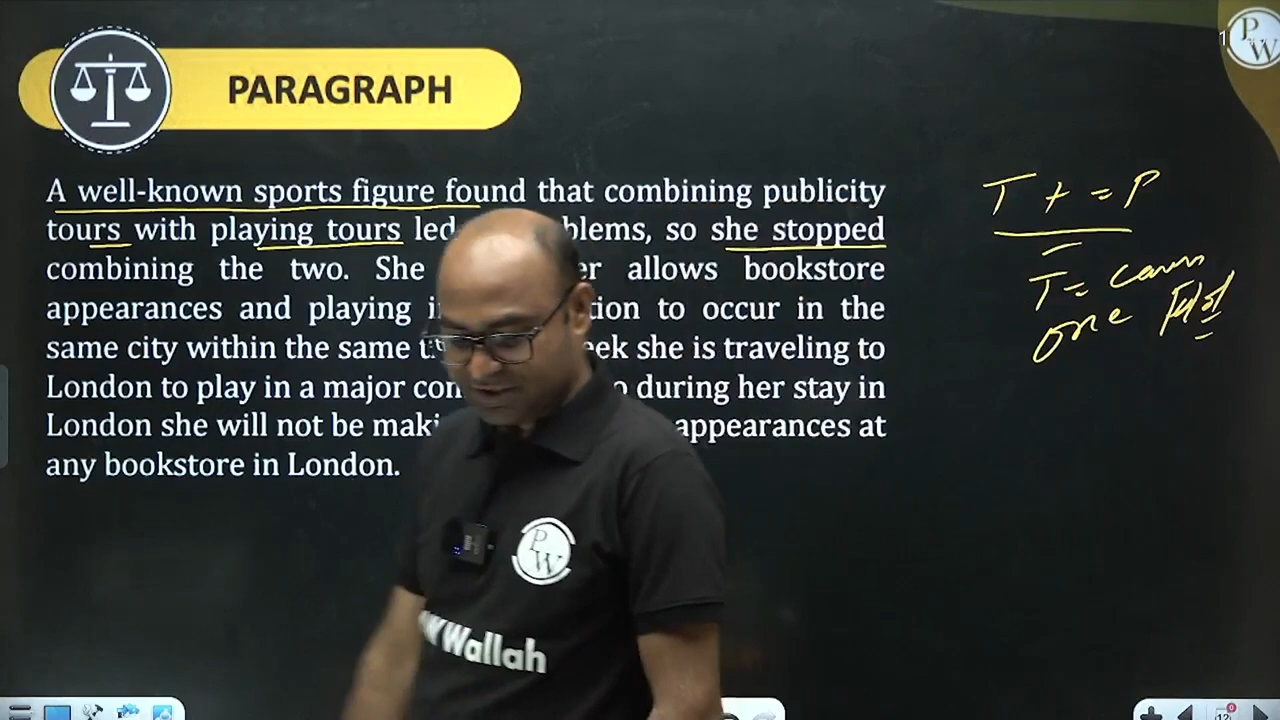 PARAGRAPH
A well-known sports figure found that combining publicity
tours with playing tours led blems, so she stopped
combining the two. She er allows bookstore
appearances and playing in tion to occur in the
same city within the same t eek she is traveling to
London to play in a major com o during her stay in
London she will not be maki appearances at
any bookstore in London.
T + = P
T =
one
PW
PW
Wallah